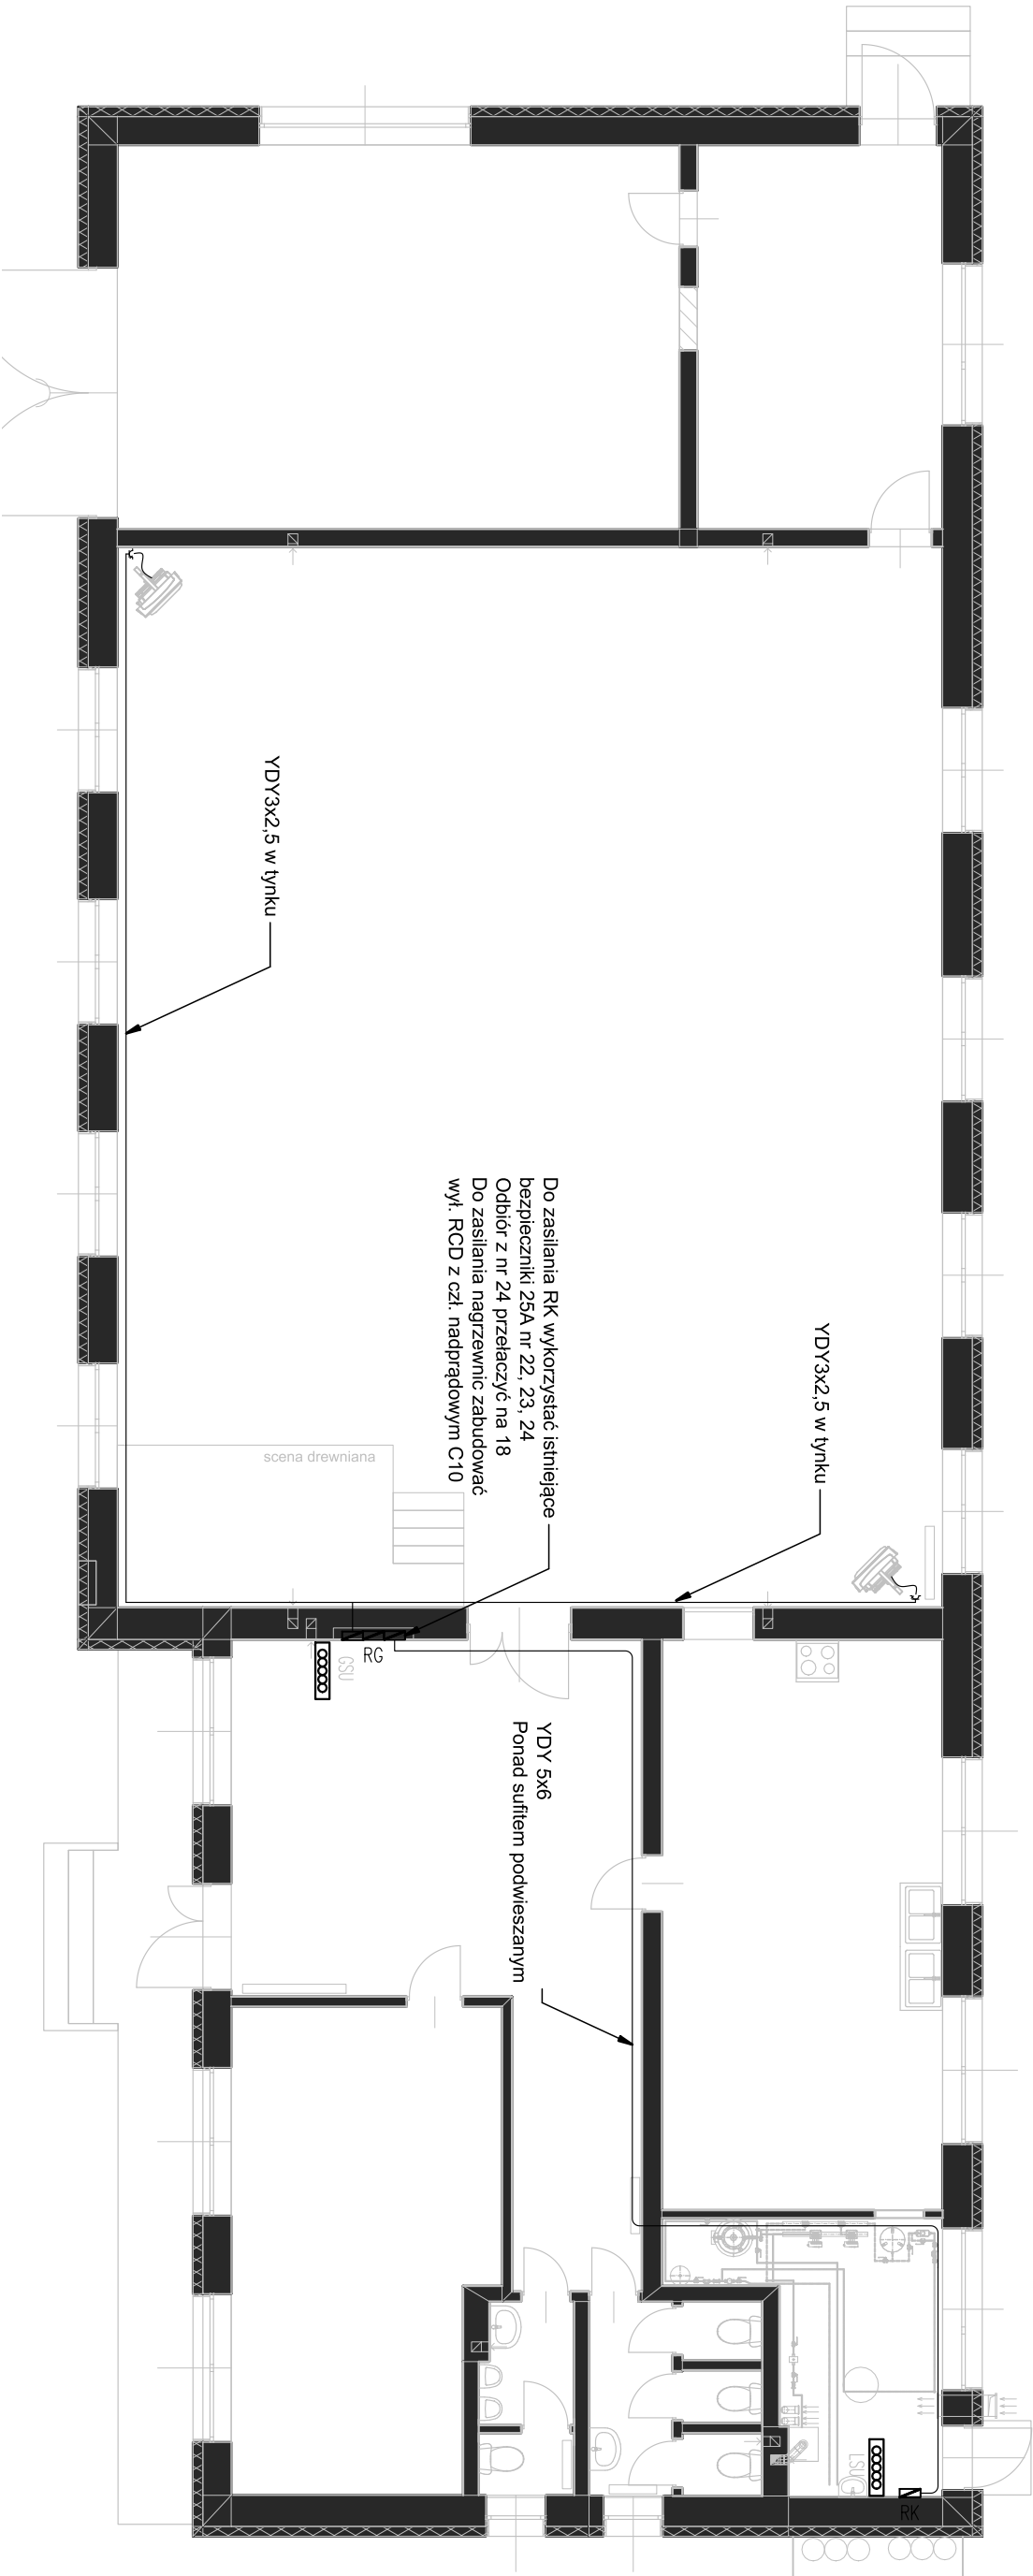 YDY3x2,5 w tynku
YDY3x2,5 w tynku
Do zasilania RK wykorzystać istniejące
bezpieczniki 25A nr 22, 23, 24
Odbiór z nr 24 przełaczyć na 18
Do zasilania nagrzewnic zabudować
wył. RCD z czł. nadprądowym C10
scena drewniana
RG
GSU
YDY 5x6
Ponad sufitem podwieszanym
LSU
RK